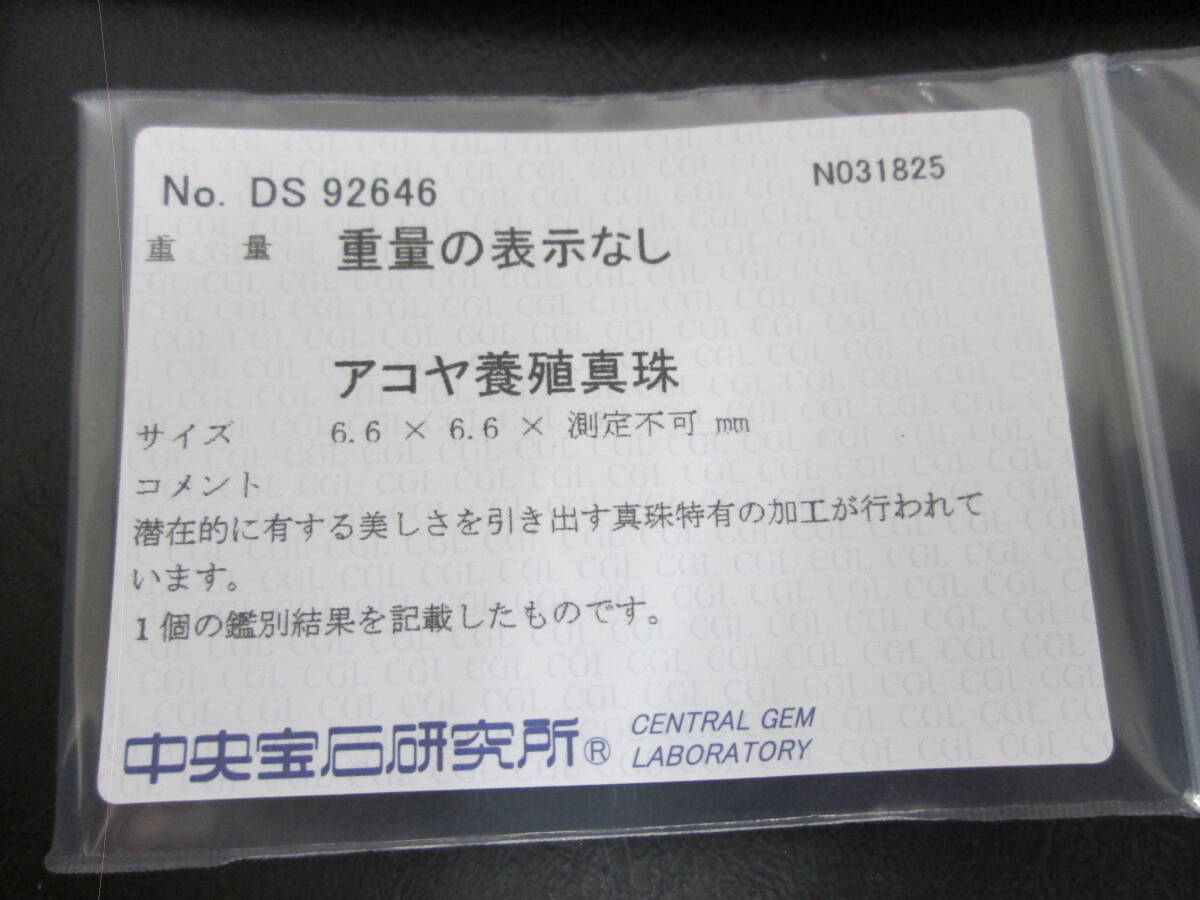 No. DS 92646 N031825
重 量 重量の表示なし
アコヤ養殖真珠
サイズ 6.6 × 6.6 × 測定不可 mm
コメント
潜在的に有する美しさを引き出す真珠特有の加工が行われて
います。
1個の鑑別結果を記載したものです。
中央宝石研究所® CENTRAL GEM
LABORATORY